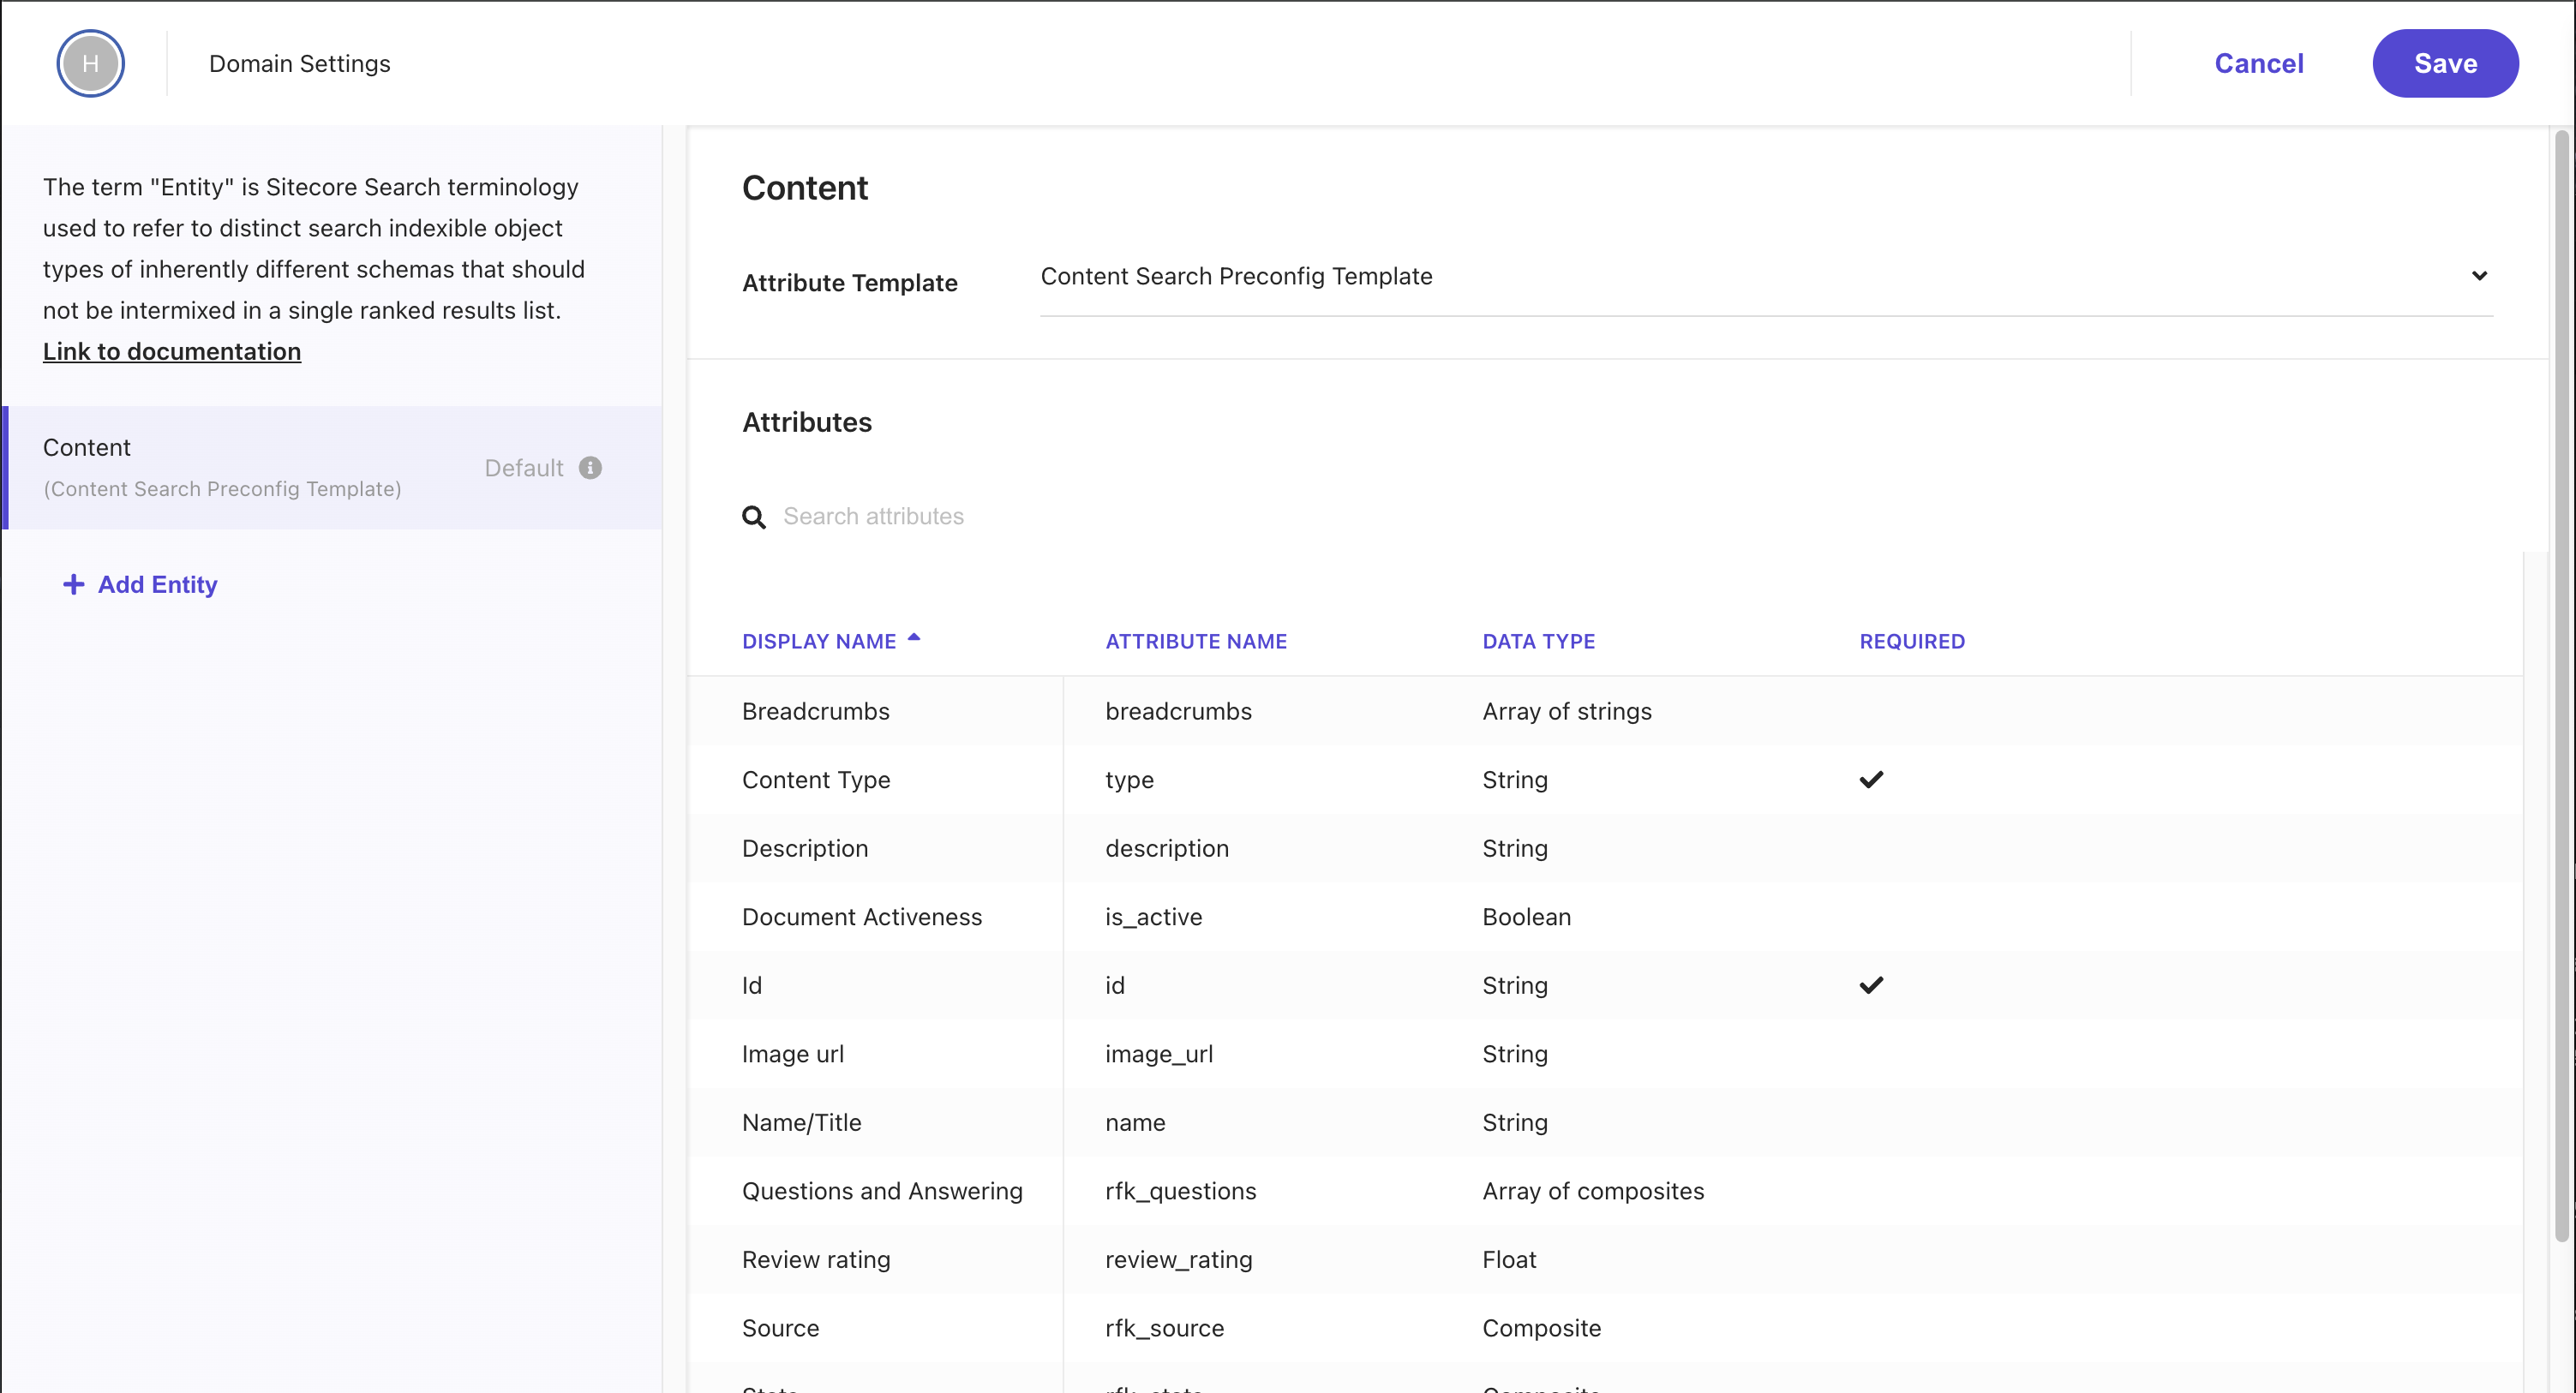 H
Domain Settings
Cancel
Save
The term "Entity" is Sitecore Search terminology
used to refer to distinct search indexible object
types of inherently different schemas that should
not be intermixed in a single ranked results list.
Link to documentation
Content
(Content Search Preconfig Template)
Default
Add Entity
Content
Attribute Template
Content Search Preconfig Template
Attributes
Search attributes
DISPLAY NAME ATTRIBUTE NAME DATA TYPE REQUIRED
Breadcrumbs breadcrumbs Array of strings
Content Type type String
Description description String
Document Activeness is_active Boolean
Id id String
Image url image_url String
Name/Title name String
Questions and Answering rfk_questions Array of composites
Review rating review_rating Float
Source rfk_source Composite